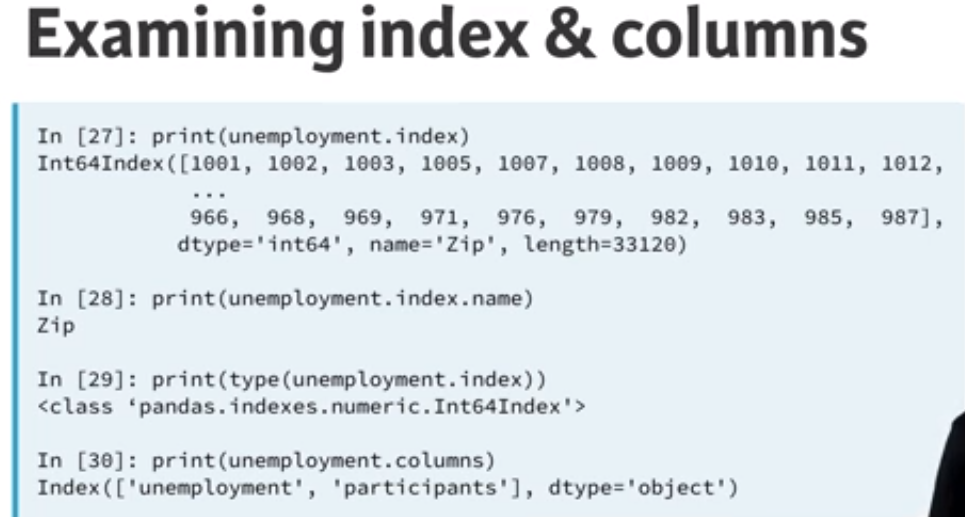 Examining index & columns
In [27]: print(unemployment.index)
Int64Index([1001, 1002, 1003, 1005, 1007, 1008, 1009, 1010, 1011, 1012,
...
966, 968, 969, 971, 976, 979, 982, 983, 985, 987],
dtype='int64', name='Zip', length=33120)
In [28]: print(unemployment.index.name)
Zip
In [29]: print(type(unemployment.index))
<class ‘pandas.indexes.numeric.Int64Index'>
In [30]: print(unemployment.columns)
Index(['unemployment', 'participants'], dtype='object')